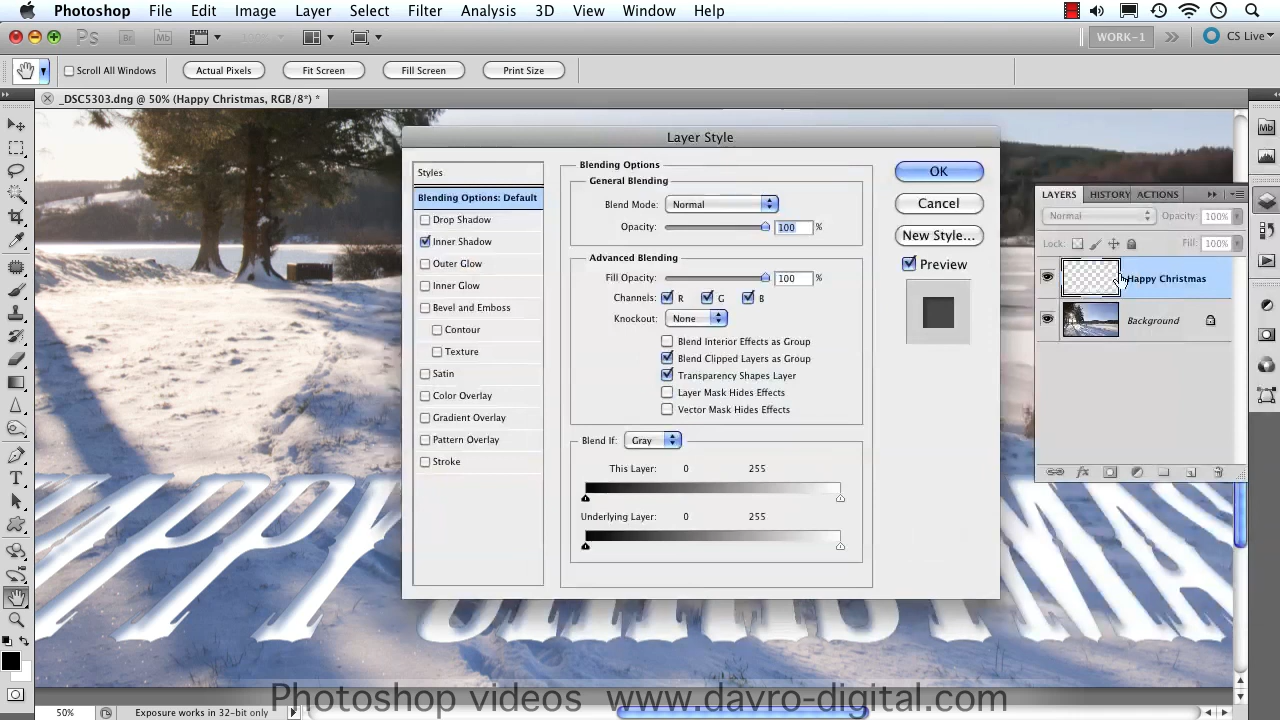 Photoshop File Edit Image Layer Select Filter Analysis 3D View Window Help
Ps Br Mb 100% WORK-1 CS Live
Scroll All Windows Actual Pixels Fit Screen Fill Screen Print Size
_DSC5303.dng @ 50% (Happy Christmas, RGB/8*) *
Layer Style
Styles
Blending Options: Default
Drop Shadow
Inner Shadow
Outer Glow
Inner Glow
Bevel and Emboss
Contour
Texture
Satin
Color Overlay
Gradient Overlay
Pattern Overlay
Stroke
Blending Options
General Blending
Blend Mode: Normal
Opacity: 100 %
Advanced Blending
Fill Opacity: 100 %
Channels: R G B
Knockout: None
Blend Interior Effects as Group
Blend Clipped Layers as Group
Transparency Shapes Layer
Layer Mask Hides Effects
Vector Mask Hides Effects
Blend If: Gray
This Layer: 0 255
Underlying Layer: 0 255
OK
Cancel
New Style...
Preview
Mb
LAYERS HISTORY ACTIONS
Normal Opacity: 100%
Lock: Fill: 100%
Happy Christmas
Background
fx
Photoshop videos www.davro-digital.com
50% Exposure works in 32-bit only